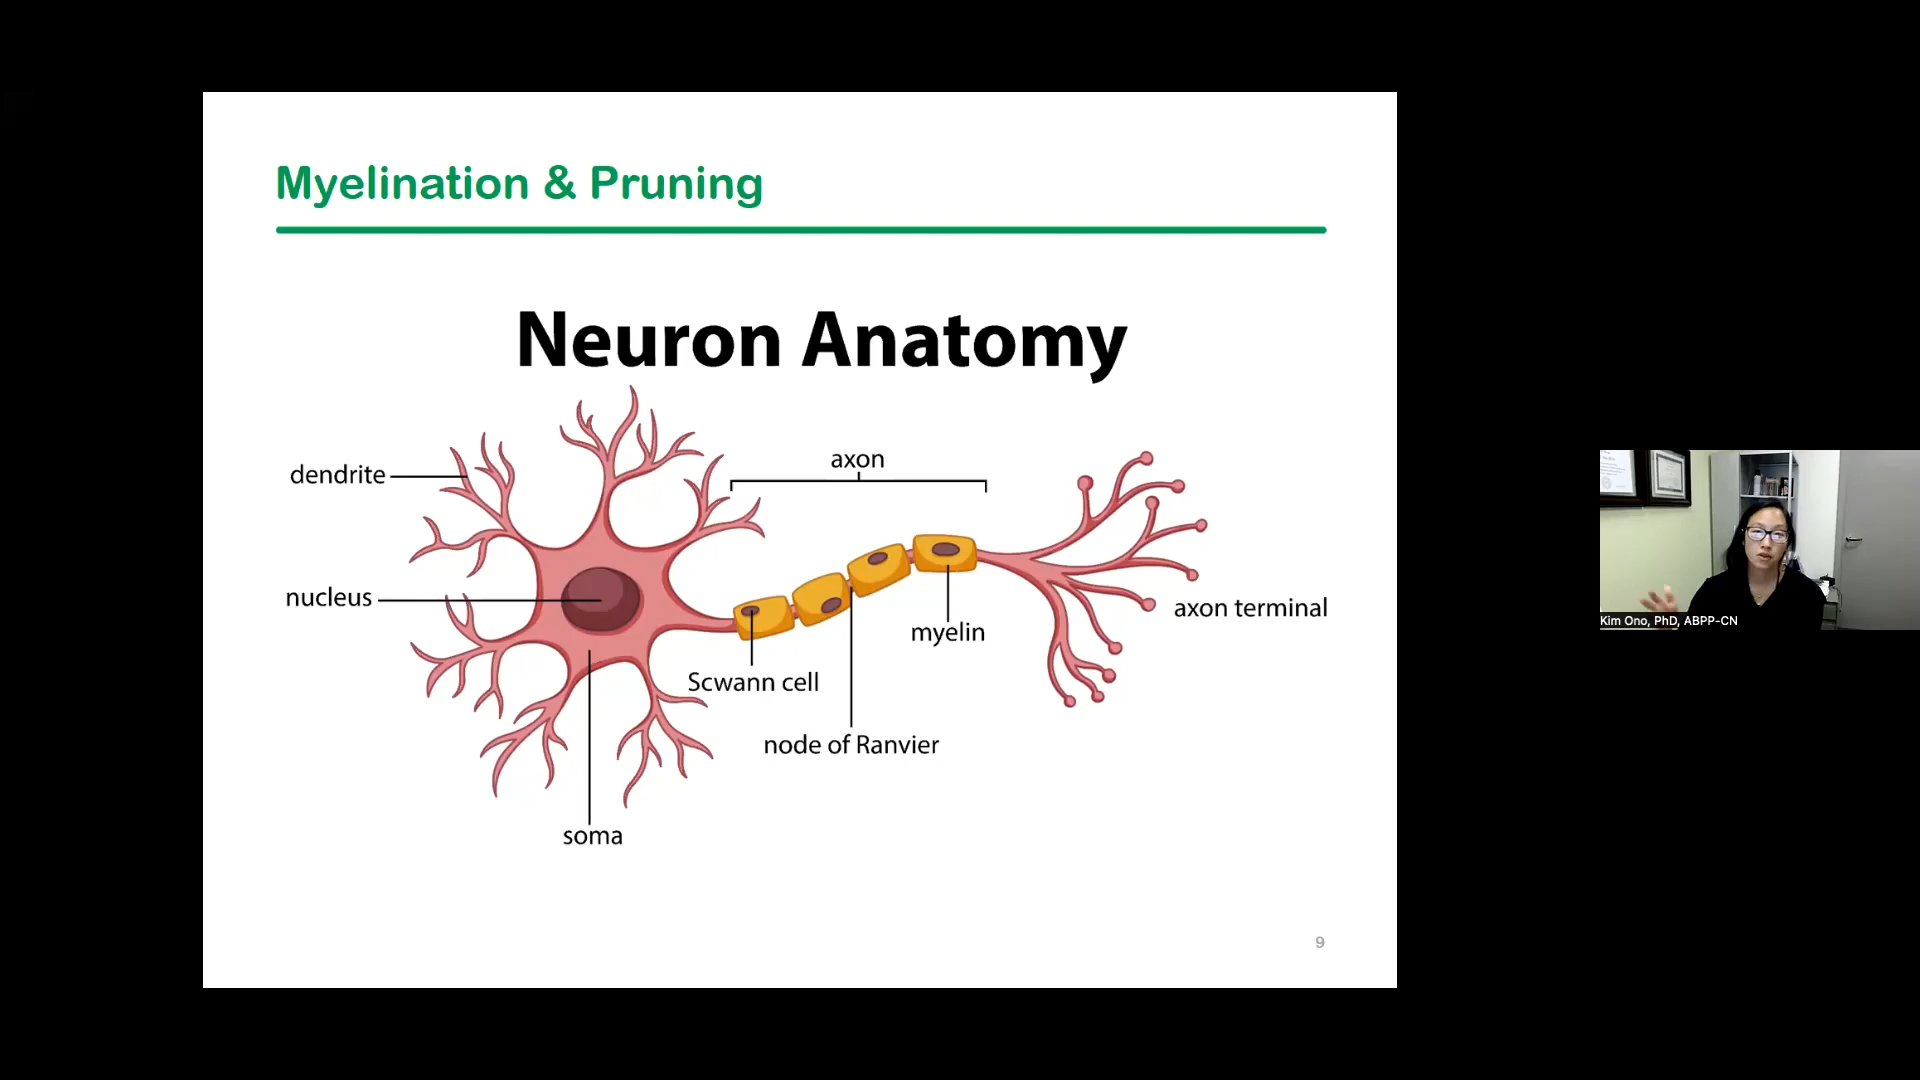 Myelination & Pruning
Neuron Anatomy
dendrite
axon
nucleus
axon terminal
myelin
Scwann cell
node of Ranvier
soma
9
Kim Ono, PhD, ABPP-CN